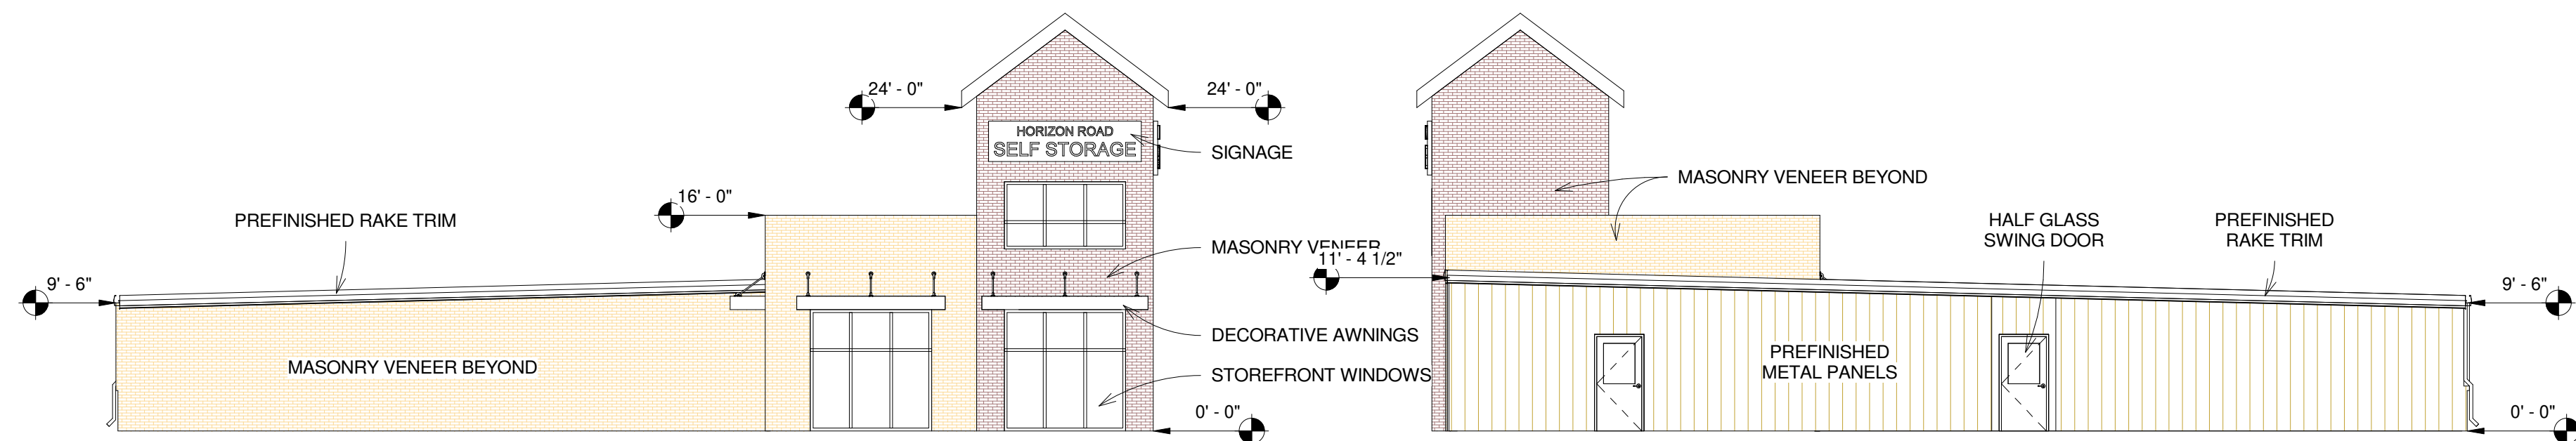 24' - 0"
24' - 0"
HORIZON ROAD
SELF STORAGE
SIGNAGE
MASONRY VENEER BEYOND
16' - 0"
PREFINISHED RAKE TRIM
HALF GLASS
SWING DOOR
PREFINISHED
RAKE TRIM
MASONRY VENEER
11' - 4 1/2"
9' - 6"
9' - 6"
DECORATIVE AWNINGS
MASONRY VENEER BEYOND
PREFINISHED
METAL PANELS
STOREFRONT WINDOWS
0' - 0"
0' - 0"